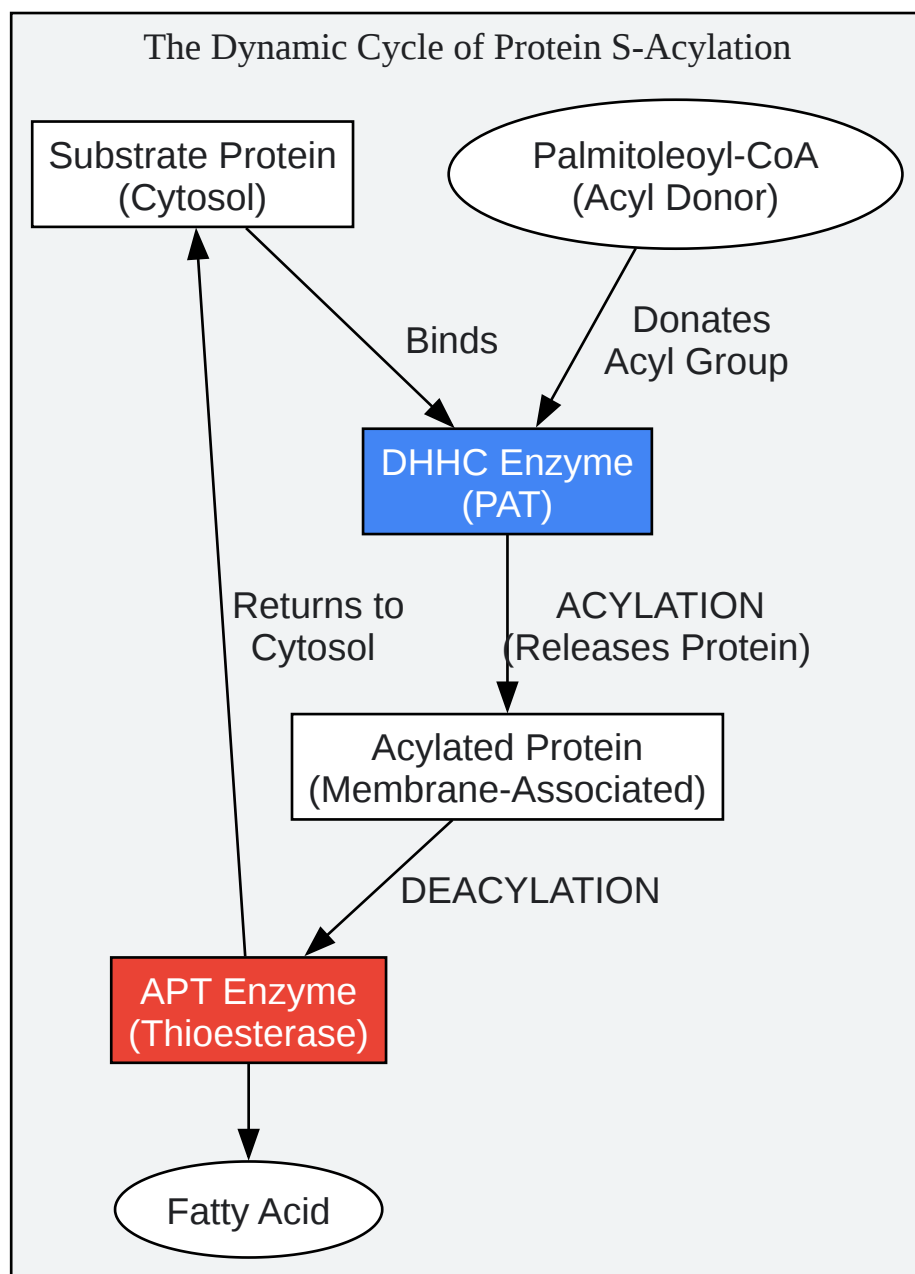 The Dynamic Cycle of Protein S-Acylation
Substrate Protein
(Cytosol)
Palmitoleoyl-CoA
(Acyl Donor)
Binds
Donates
Acyl Group
DHHC Enzyme
(PAT)
Returns to
Cytosol
ACYLATION
(Releases Protein)
Acylated Protein
(Membrane-Associated)
DEACYLATION
APT Enzyme
(Thioesterase)
Fatty Acid